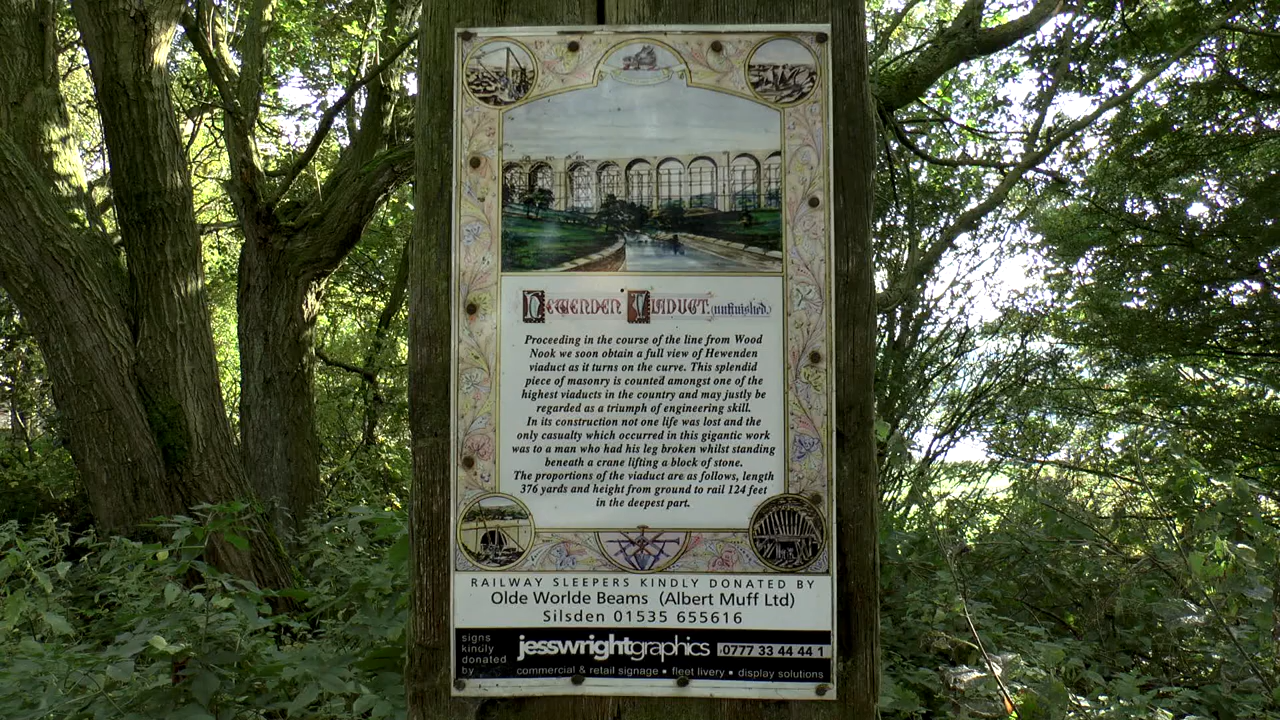 Hewenden Viaduct. (unfinished.)
Proceeding in the course of the line from Wood
Nook we soon obtain a full view of Hewenden
viaduct as it turns on the curve. This splendid
piece of masonry is counted amongst one of the
highest viaducts in the country and may justly be
regarded as a triumph of engineering skill.
In its construction not one life was lost and the
only casualty which occurred in this gigantic work
was to a man who had his leg broken whilst standing
beneath a crane lifting a block of stone.
The proportions of the viaduct are as follows, length
376 yards and height from ground to rail 124 feet
in the deepest part.
RAILWAY SLEEPERS KINDLY DONATED BY
Olde Worlde Beams (Albert Muff Ltd)
Silsden 01535 655616
signs
kindly
donated
by
jesswrightgraphics 0777 33 44 44 1
commercial & retail signage • fleet livery • display solutions